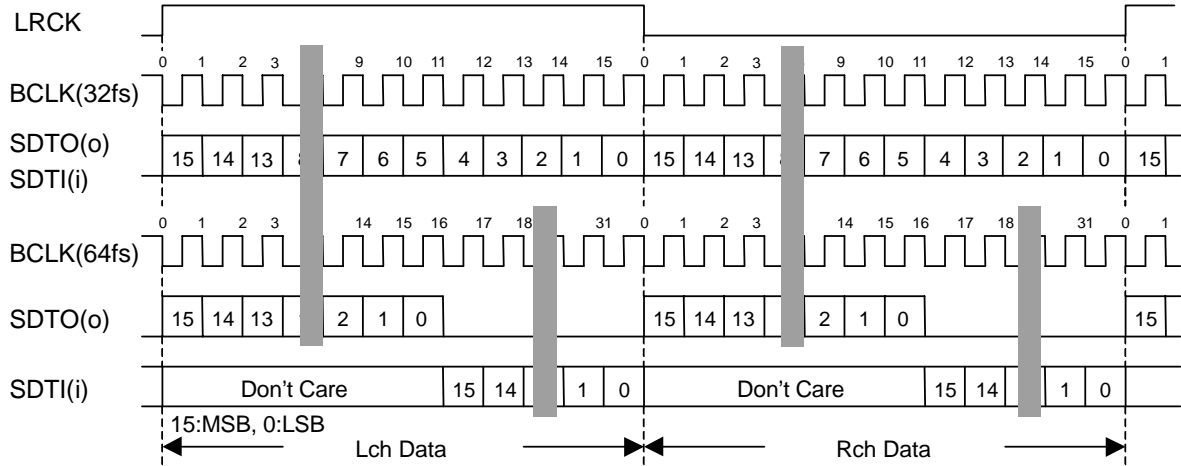 LRCK
0 1 2 3 9 10 11 12 13 14 15 0 1 2 3 9 10 11 12 13 14 15 0 1
BCLK(32fs)
SDTO(o)
15 14 13 7 6 5 4 3 2 1 0 15 14 13 7 6 5 4 3 2 1 0 15
SDTI(i)
0 1 2 3 14 15 16 17 18 31 0 1 2 3 14 15 16 17 18 31 0 1
BCLK(64fs)
SDTO(o) 15 14 13 2 1 0 15 14 13 2 1 0 15
SDTI(i) Don't Care 15 14 1 0 Don't Care 15 14 1 0
15:MSB, 0:LSB
Lch Data Rch Data